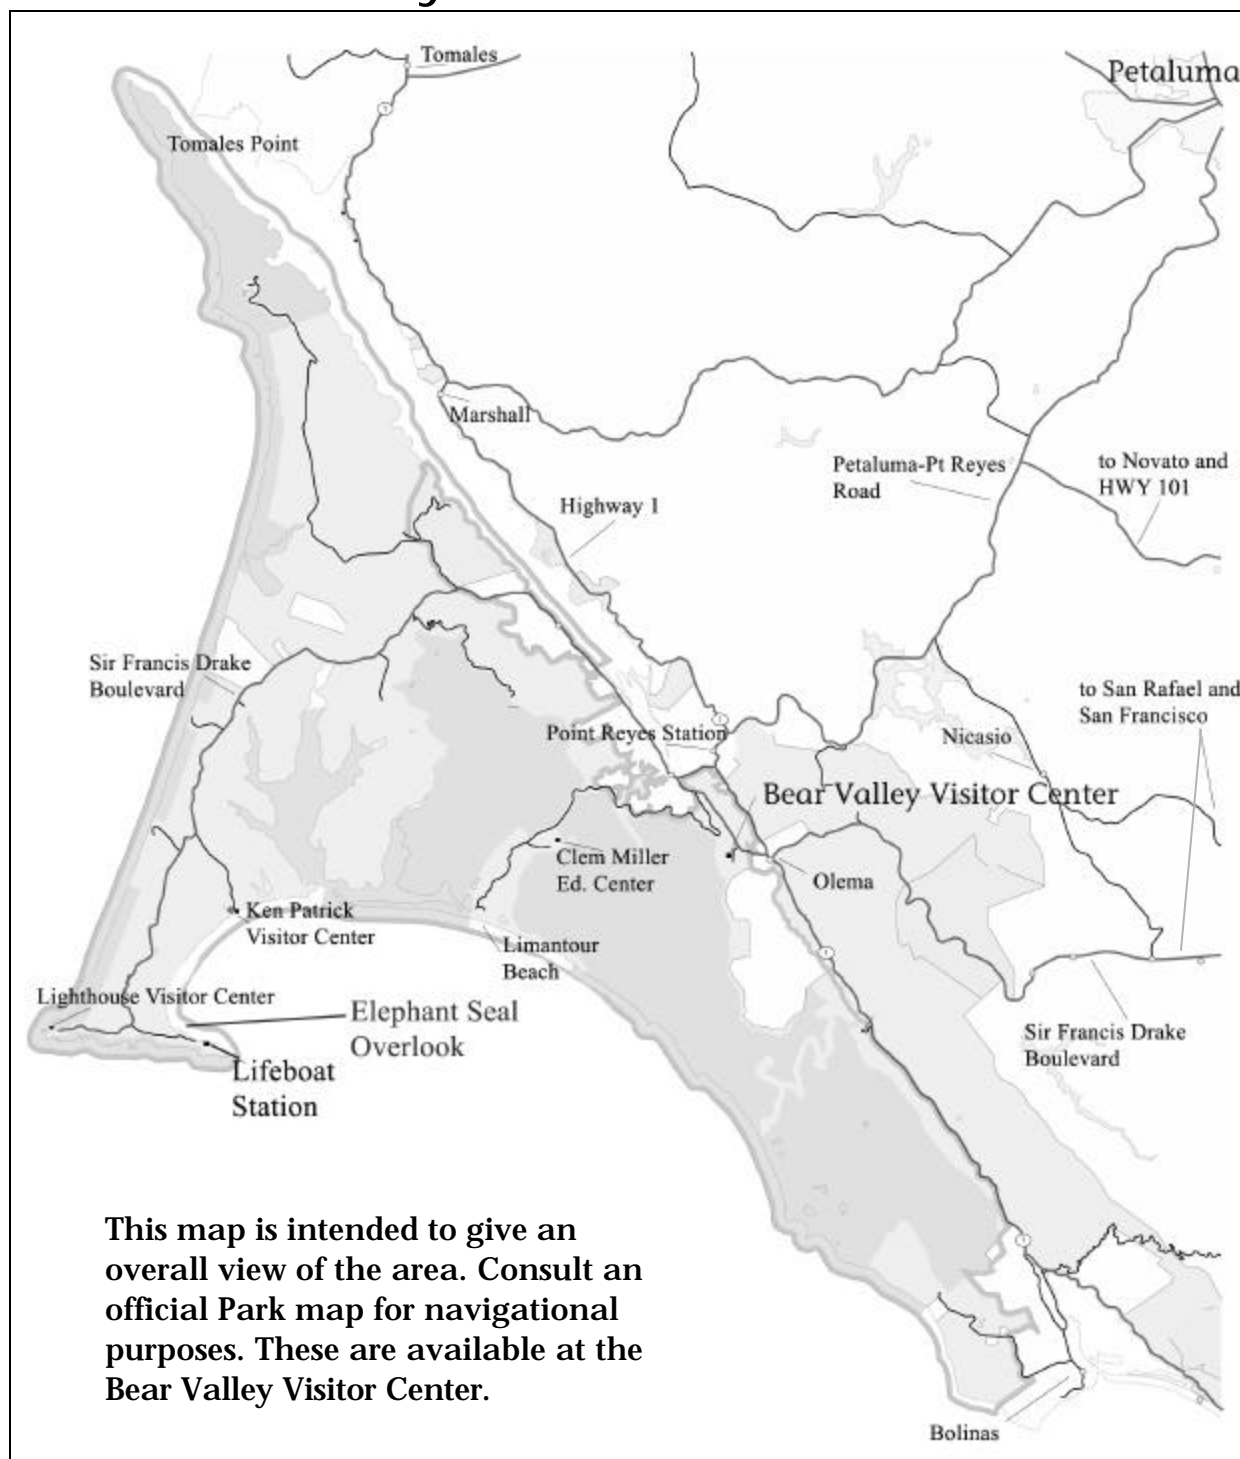 Tomales
Petaluma
Tomales Point
Marshall
Petaluma-Pt Reyes
Road
to Novato and
HWY 101
Highway 1
Sir Francis Drake
Boulevard
to San Rafael and
San Francisco
Point Reyes Station
Nicasio
Bear Valley Visitor Center
Clem Miller
Ed. Center
Olema
Ken Patrick
Visitor Center
Limantour
Beach
Lighthouse Visitor Center
Elephant Seal
Overlook
Sir Francis Drake
Boulevard
Lifeboat
Station
This map is intended to give an
overall view of the area. Consult an
official Park map for navigational
purposes. These are available at the
Bear Valley Visitor Center.
Bolinas